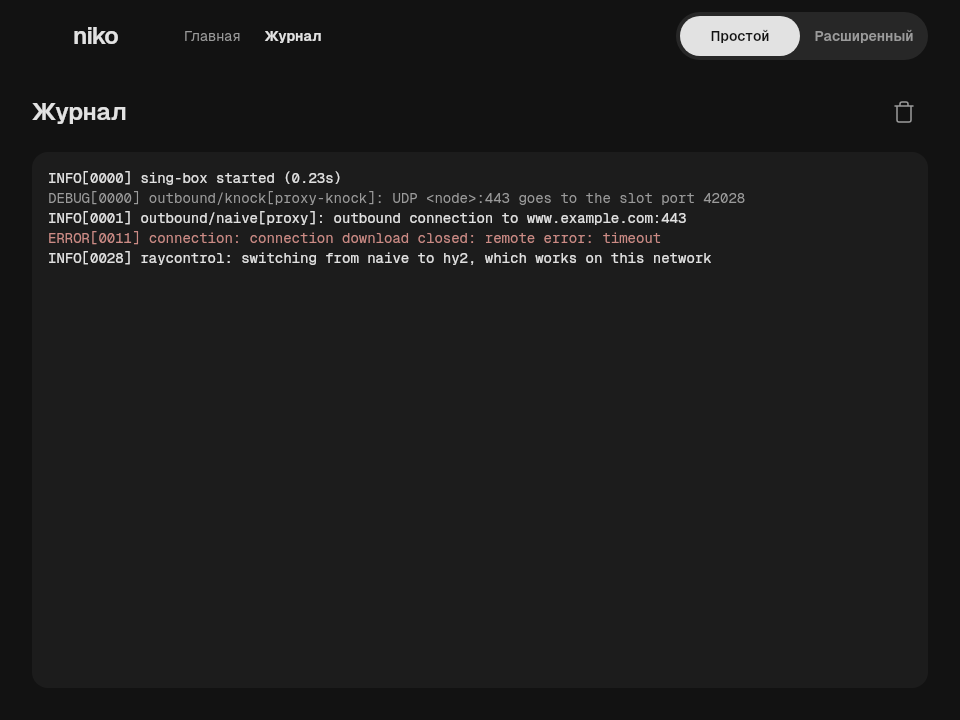 niko
Главная
Журнал
Простой
Расширенный
Журнал
INFO[0000] sing-box started (0.23s)
DEBUG[0000] outbound/knock[proxy-knock]: UDP <node>:443 goes to the slot port 42028
INFO[0001] outbound/naive[proxy]: outbound connection to www.example.com:443
ERROR[0011] connection: connection download closed: remote error: timeout
INFO[0028] raycontrol: switching from naive to hy2, which works on this network